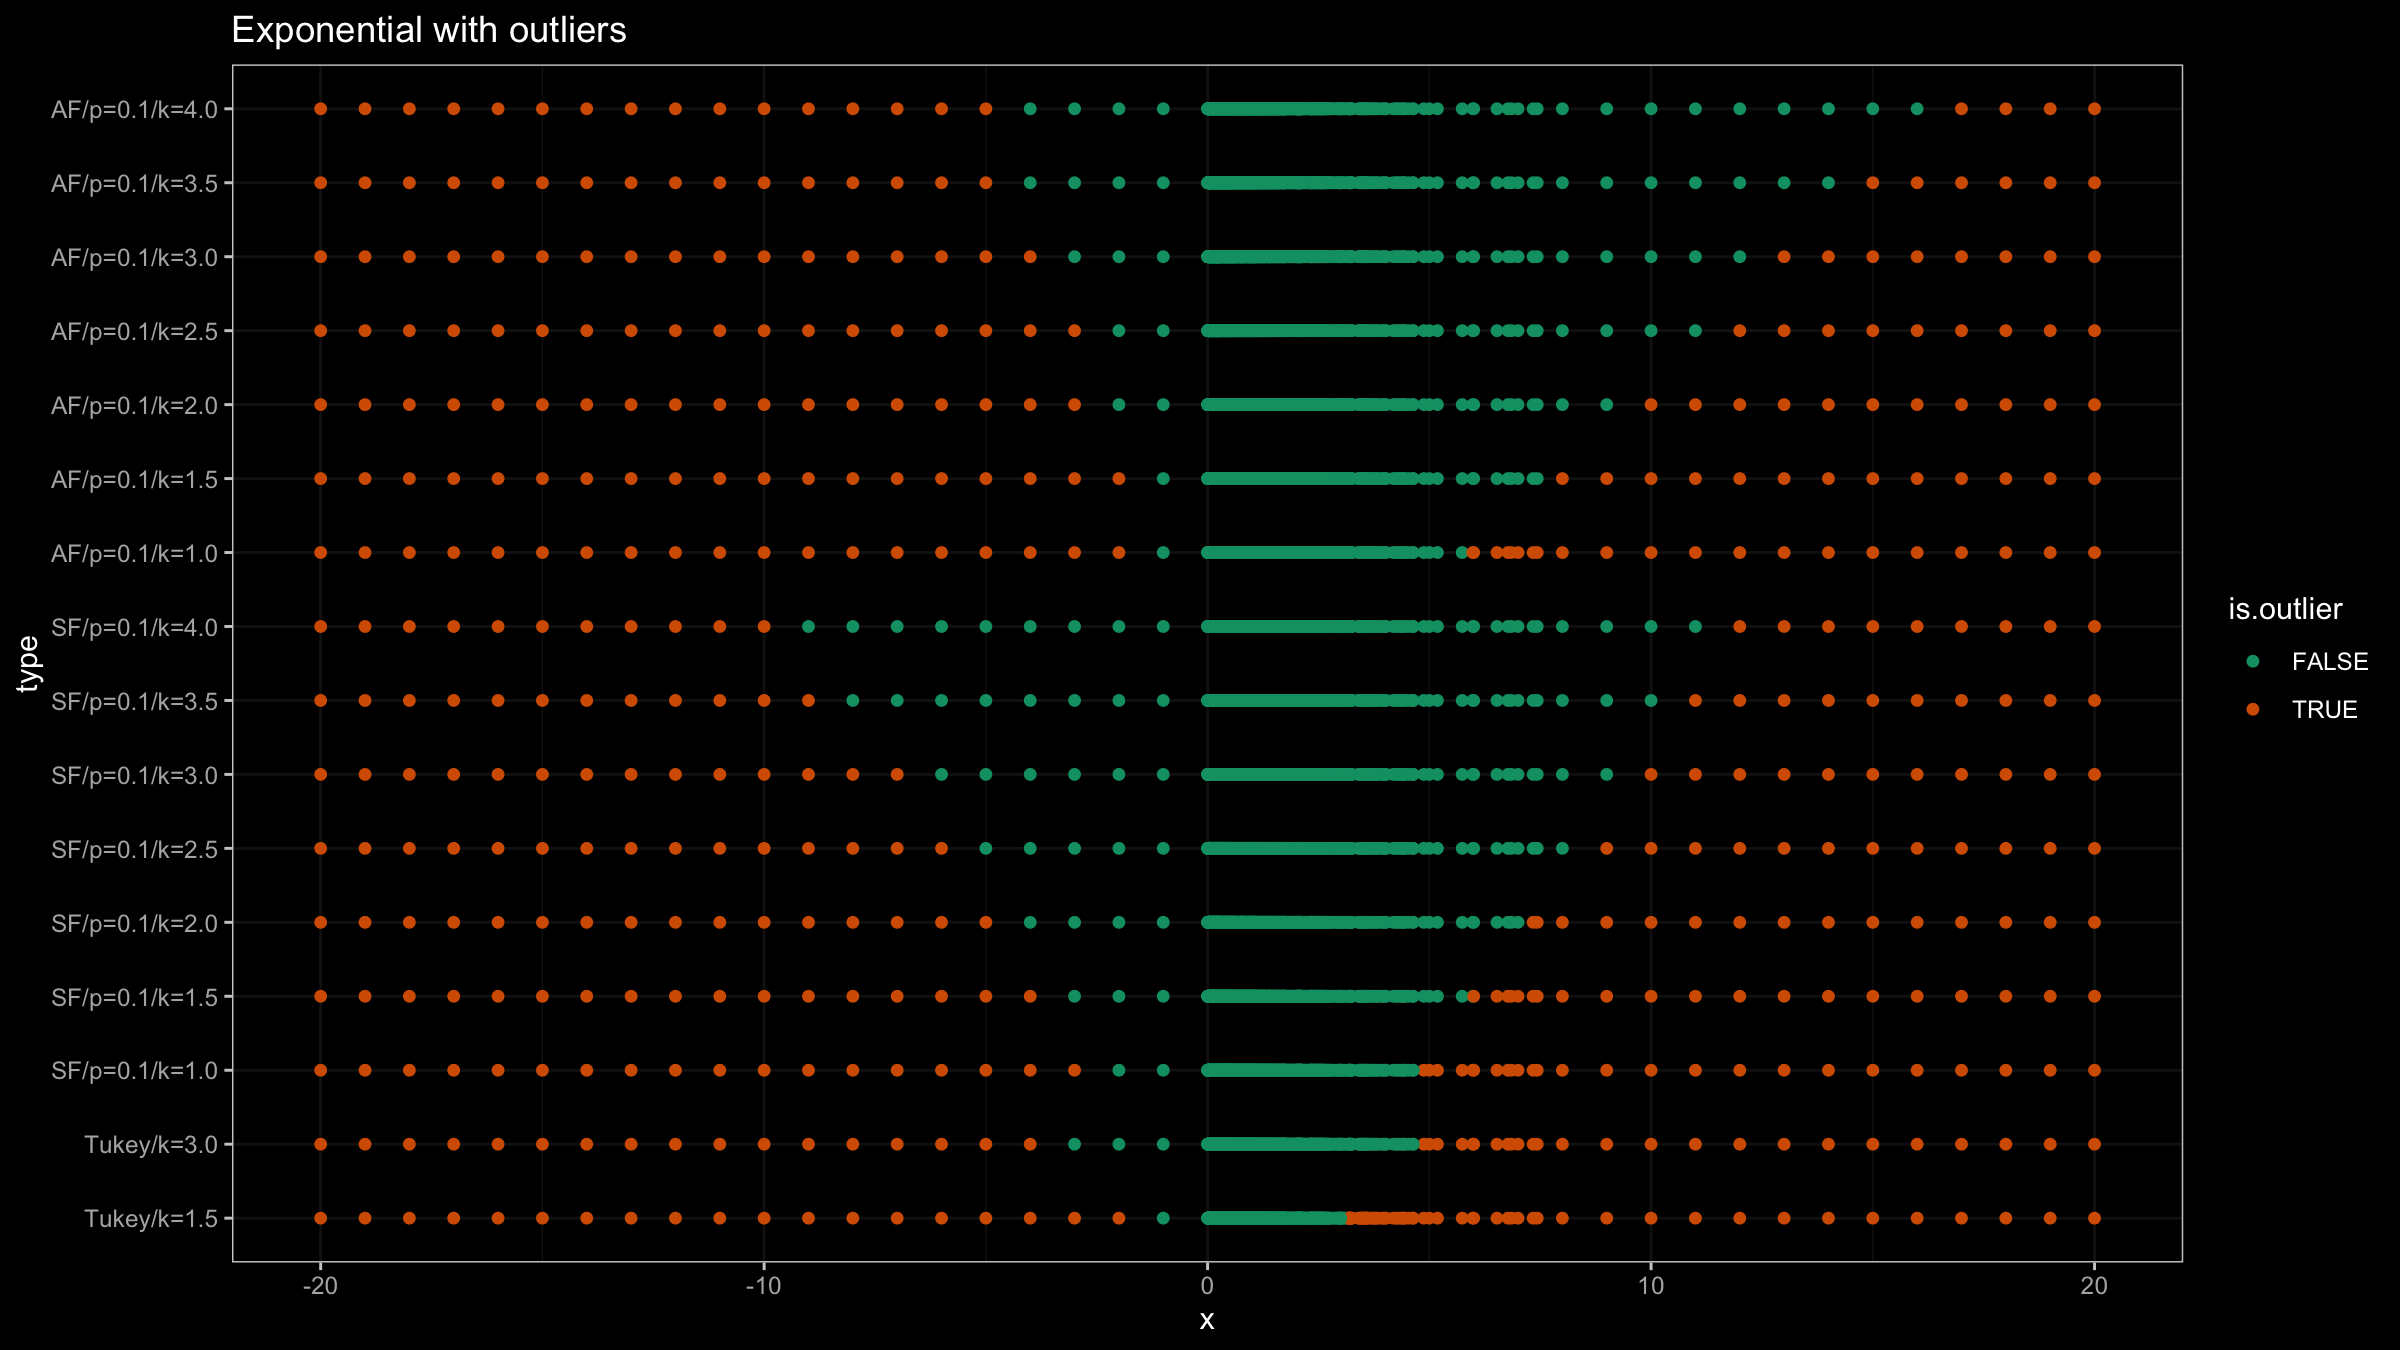 Exponential with outliers
AF/p=0.1/k=4.0
AF/p=0.1/k=3.5
AF/p=0.1/k=3.0
AF/p=0.1/k=2.5
AF/p=0.1/k=2.0
AF/p=0.1/k=1.5
AF/p=0.1/k=1.0
SF/p=0.1/k=4.0
SF/p=0.1/k=3.5
SF/p=0.1/k=3.0
SF/p=0.1/k=2.5
SF/p=0.1/k=2.0
SF/p=0.1/k=1.5
SF/p=0.1/k=1.0
Tukey/k=3.0
Tukey/k=1.5
type
-20 -10 0 10 20
x
is.outlier
FALSE
TRUE